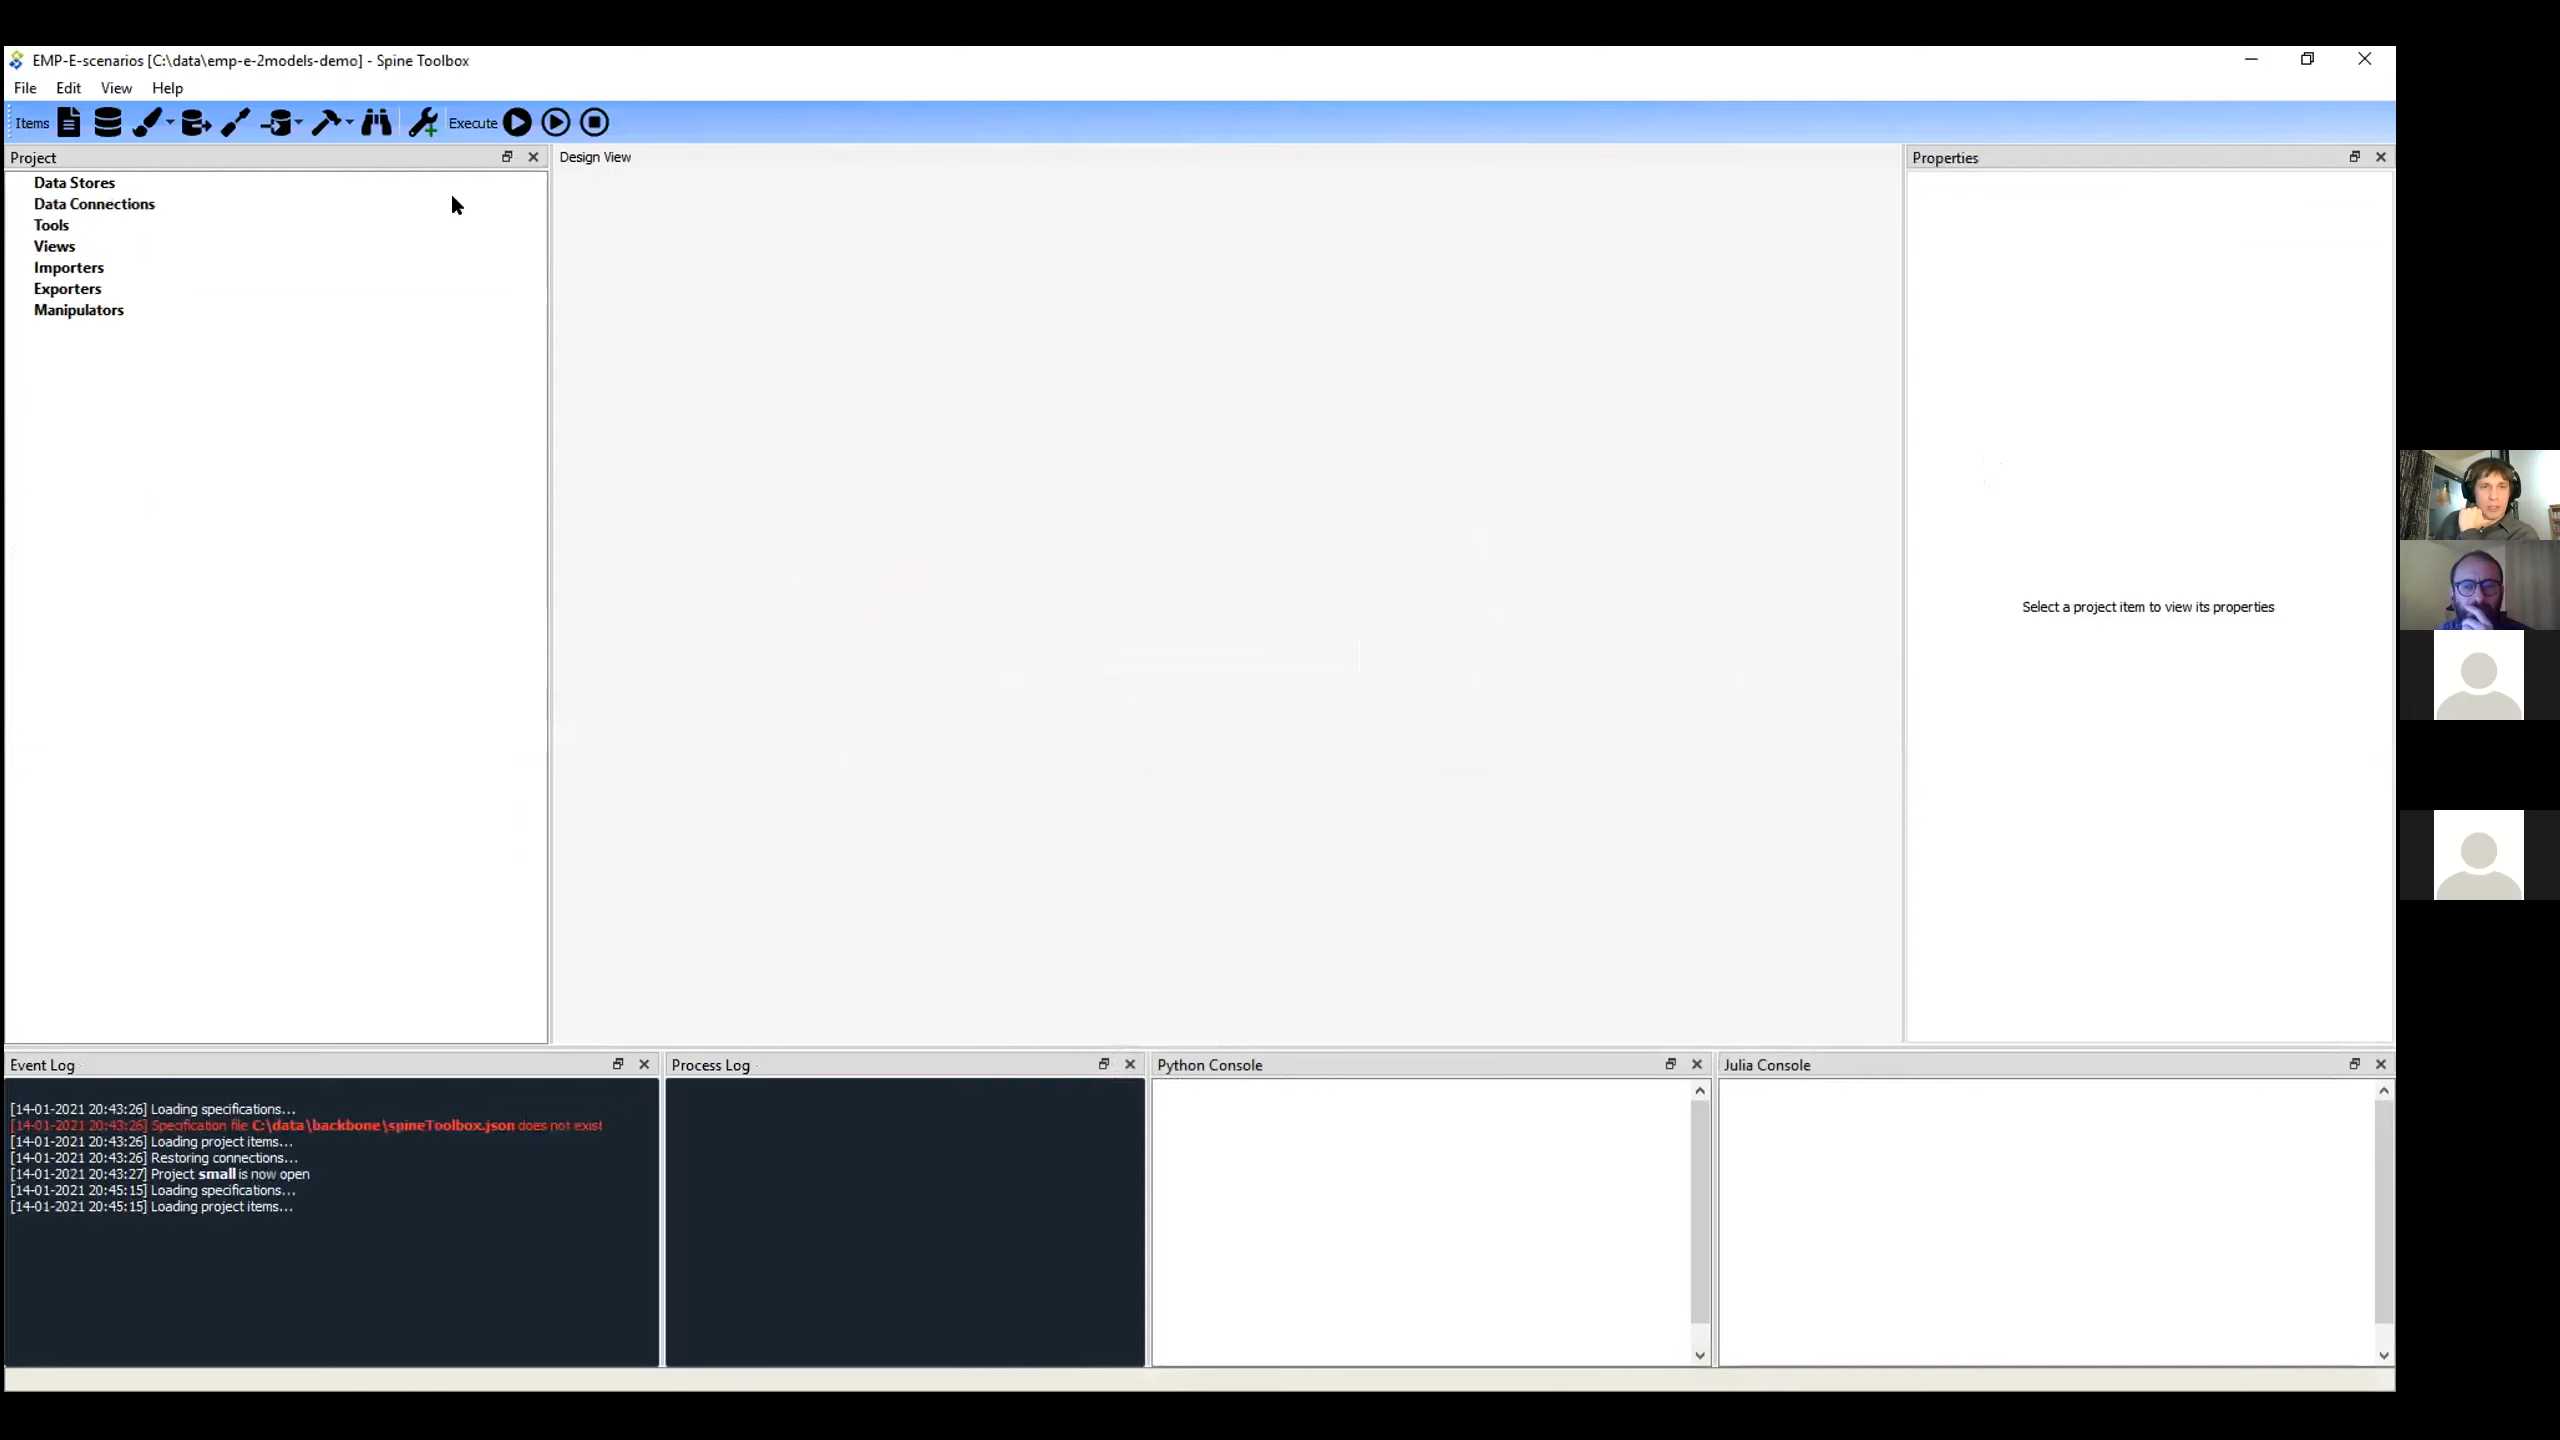 EMP-E-scenarios [C:\data\emp-e-2models-demo] - Spine Toolbox
File Edit View Help
Items Execute
Project
Design View
Properties
Data Stores
Data Connections
Tools
Views
Importers
Exporters
Manipulators
Select a project item to view its properties
Event Log
Process Log
Python Console
Julia Console
[14-01-2021 20:43:26] Loading specifications...
[14-01-2021 20:43:26] Specification file C:\data\backbone\spineToolbox.json does not exist
[14-01-2021 20:43:26] Loading project items...
[14-01-2021 20:43:26] Restoring connections...
[14-01-2021 20:43:27] Project small is now open
[14-01-2021 20:45:15] Loading specifications...
[14-01-2021 20:45:15] Loading project items...